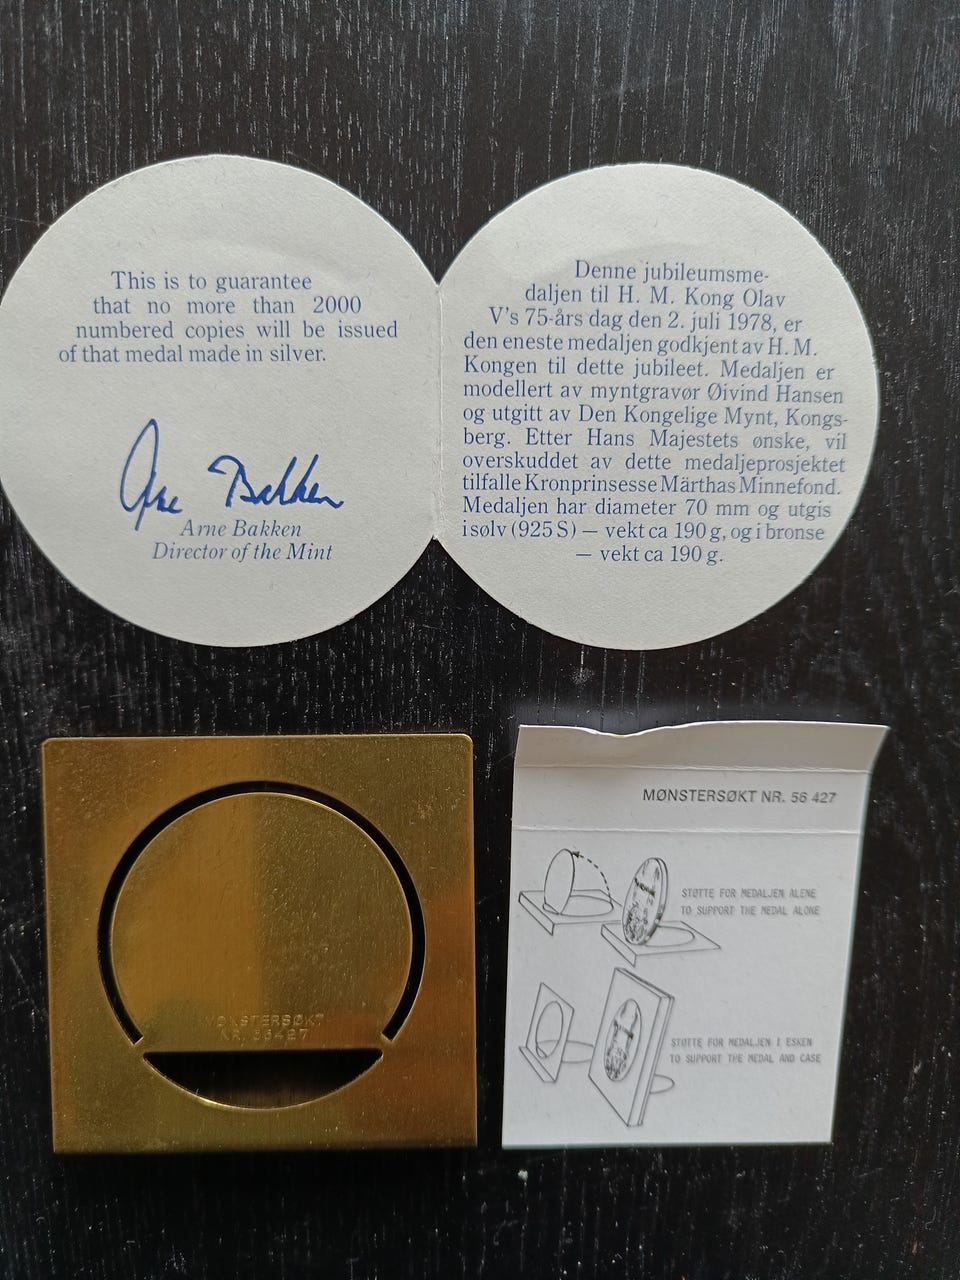 This is to guarantee
that no more than 2000
numbered copies will be issued
of that medal made in silver.
Arne Bakken
Arne Bakken
Director of the Mint
Denne jubileumsme-
daljen til H. M. Kong Olav
V's 75-års dag den 2. juli 1978, er
den eneste medaljen godkjent av H. M.
Kongen til dette jubileet. Medaljen er
modellert av myntgravør Øivind Hansen
og utgitt av Den Kongelige Mynt, Kongs-
berg. Etter Hans Majestets ønske, vil
overskuddet av dette medaljeprosjektet
tilfalle Kronprinsesse Märthas Minnefond.
Medaljen har diameter 70 mm og utgis
i sølv (925 S) — vekt ca 190 g, og i bronse
— vekt ca 190 g.
MØNSTERSØKT
NR. 56427
MØNSTERSØKT NR. 56 427
STØTTE FOR MEDALJEN ALENE
TO SUPPORT THE MEDAL ALONE
STØTTE FOR MEDALJEN I ESKEN
TO SUPPORT THE MEDAL AND CASE